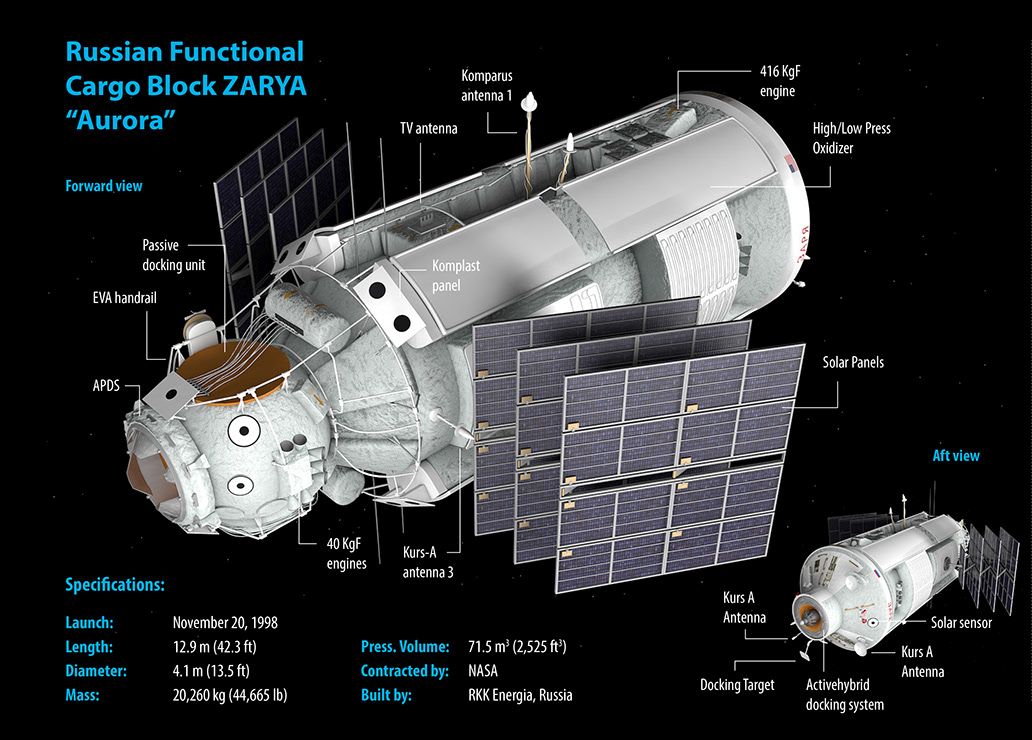 Russian Functional
Cargo Block ZARYA
“Aurora”
Forward view
Komparus
antenna 1
416 KgF
engine
TV antenna
High/Low Press
Oxidizer
Passive
docking unit
Komplast
panel
EVA handrail
APDS
Solar Panels
ЗАРЯ
Aft view
40 KgF
engines
Kurs-A
antenna 3
Kurs A
Antenna
Solar sensor
Kurs A
Antenna
Docking Target
Activehybrid
docking system
Specifications:
Launch: November 20, 1998
Length: 12.9 m (42.3 ft)
Diameter: 4.1 m (13.5 ft)
Mass: 20,260 kg (44,665 lb)
Press. Volume: 71.5 m³ (2,525 ft³)
Contracted by: NASA
Built by: RKK Energia, Russia